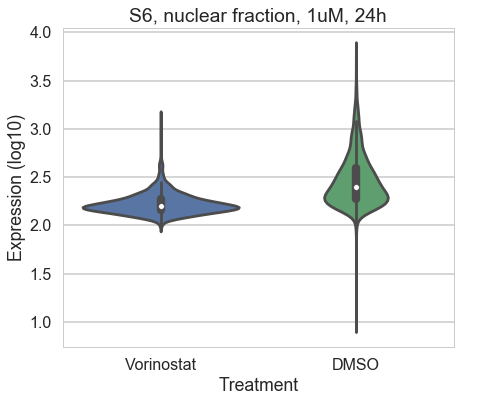 S6, nuclear fraction, 1uM, 24h
Expression (log10)
4.0
3.5
3.0
2.5
2.0
1.5
1.0
Vorinostat DMSO
Treatment